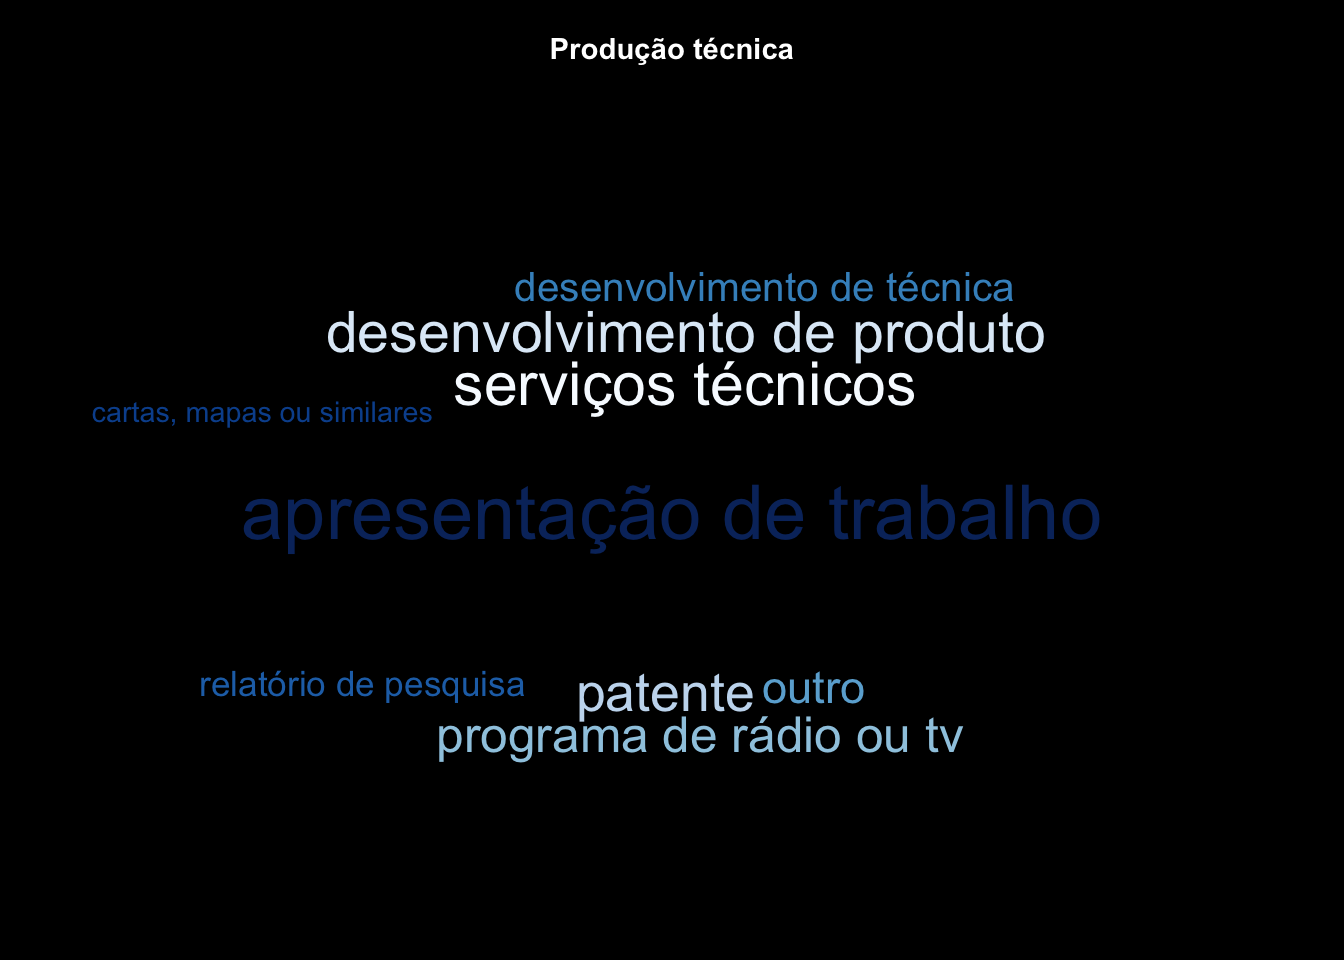 Produção técnica
desenvolvimento de técnica
desenvolvimento de produto
serviços técnicos
cartas, mapas ou similares
apresentação de trabalho
relatório de pesquisa
patente
outro
programa de rádio ou tv